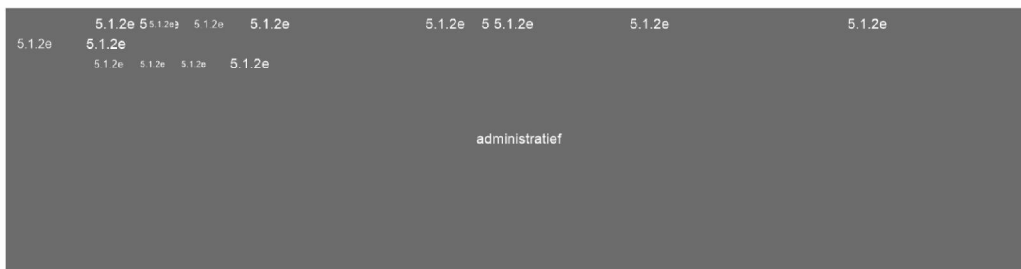 5.1.2e 5 5.1.2e 5.1.2e 5.1.2e 5.1.2e 5 5.1.2e 5.1.2e 5.1.2e
5.1.2e 5.1.2e
5.1.2e 5.1.2e 5.1.2e 5.1.2e
administratief